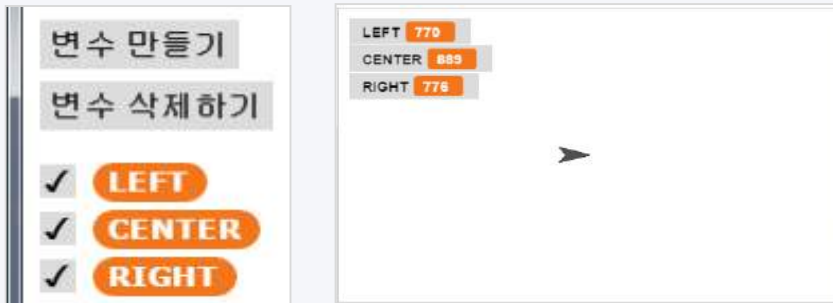 변수 만들기
변수 삭제하기
LEFT
CENTER
RIGHT
LEFT 770
CENTER 889
RIGHT 776